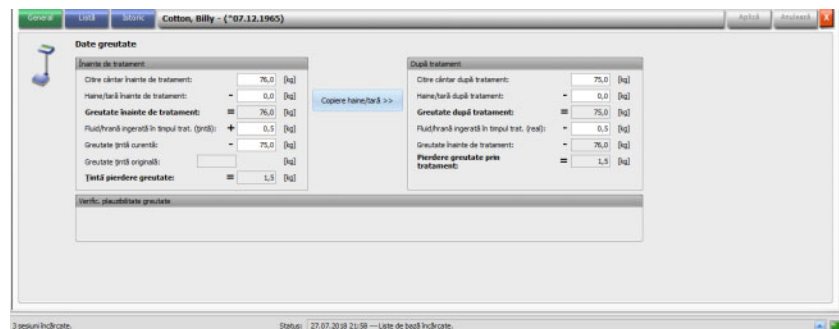 General Listă Istoric Cotton, Billy - (*07.12.1965) Aplică Anulează X
Date greutate
Înainte de tratament
Citire cântar înainte de tratament: 76,0 [kg]
Haine/tară înainte de tratament: - 0,0 [kg]
Greutate înainte de tratament: = 76,0 [kg]
Fluid/hrană ingerată în timpul trat. (țintă): + 0,5 [kg]
Greutate țintă curentă: - 75,0 [kg]
Greutate țintă originală: [kg]
Țintă pierdere greutate: = 1,5 [kg]
Copiere haine/tară >>
După tratament
Citire cântar după tratament: 75,0 [kg]
Haine/tară după tratament: - 0,0 [kg]
Greutate după tratament: = 75,0 [kg]
Fluid/hrană ingerată în timpul trat. (real): - 0,5 [kg]
Greutate înainte de tratament: - 76,0 [kg]
Pierdere greutate prin
tratament: = 1,5 [kg]
Verific. plauzibilitate greutate
3 sesiuni încărcate. Status: 27.07.2018 21:58 --- Liste de bază încărcate.